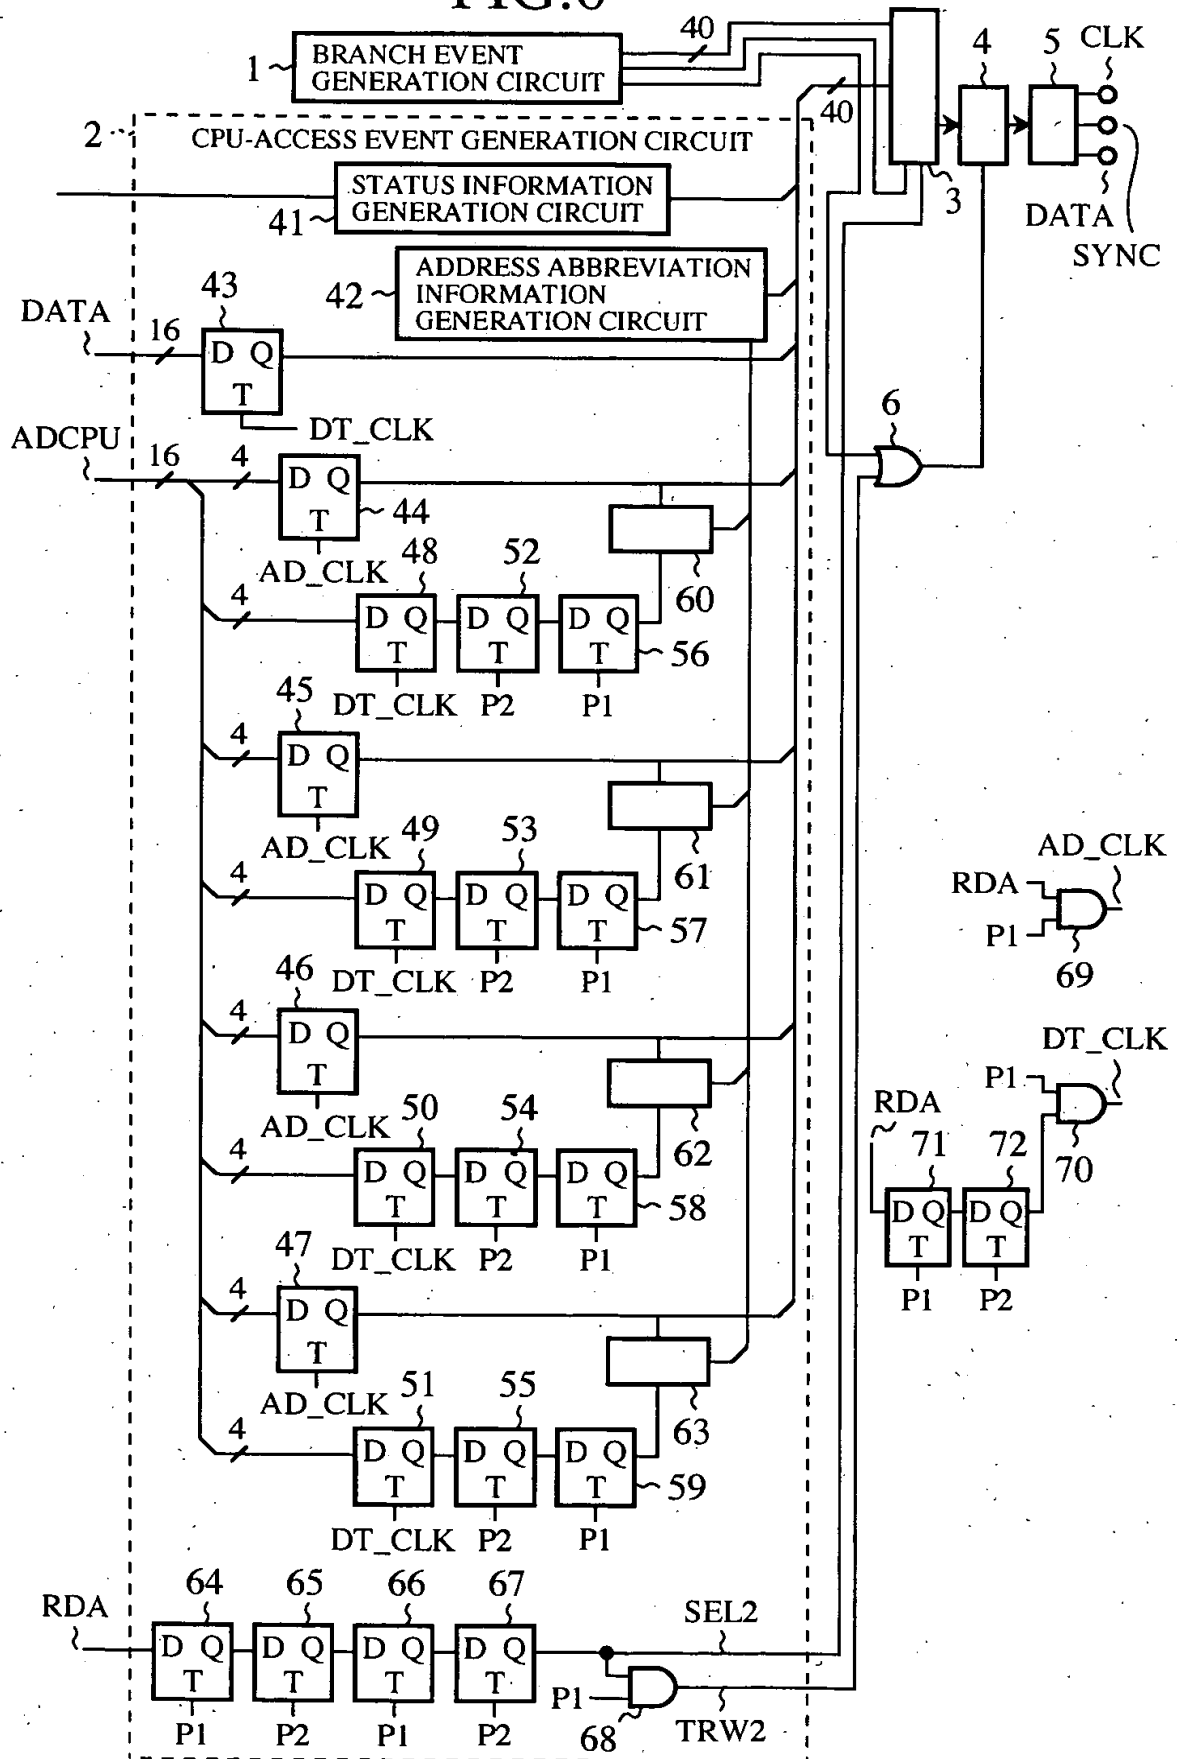 FIG.6
1
BRANCH EVENT
GENERATION CIRCUIT
40
4
5
CLK
40
3
DATA
SYNC
2
CPU-ACCESS EVENT GENERATION CIRCUIT
STATUS INFORMATION
GENERATION CIRCUIT
41
ADDRESS ABBREVIATION
INFORMATION
GENERATION CIRCUIT
42
DATA
16
43
D Q
T
DT_CLK
6
ADCPU
16
4
D Q
T
44
AD_CLK
60
4
48
52
D Q
T
D Q
T
D Q
T
56
DT_CLK
P2
P1
4
45
D Q
T
AD_CLK
61
4
49
53
D Q
T
D Q
T
D Q
T
57
DT_CLK
P2
P1
AD_CLK
RDA
P1
69
4
46
D Q
T
AD_CLK
62
4
50
54
D Q
T
D Q
T
D Q
T
58
DT_CLK
P2
P1
DT_CLK
P1
70
RDA
71
72
D Q
T
D Q
T
P1
P2
4
47
D Q
T
AD_CLK
63
4
51
55
D Q
T
D Q
T
D Q
T
59
DT_CLK
P2
P1
RDA
64
65
66
67
D Q
T
D Q
T
D Q
T
D Q
T
P1
P2
P1
P2
SEL2
P1
68
TRW2